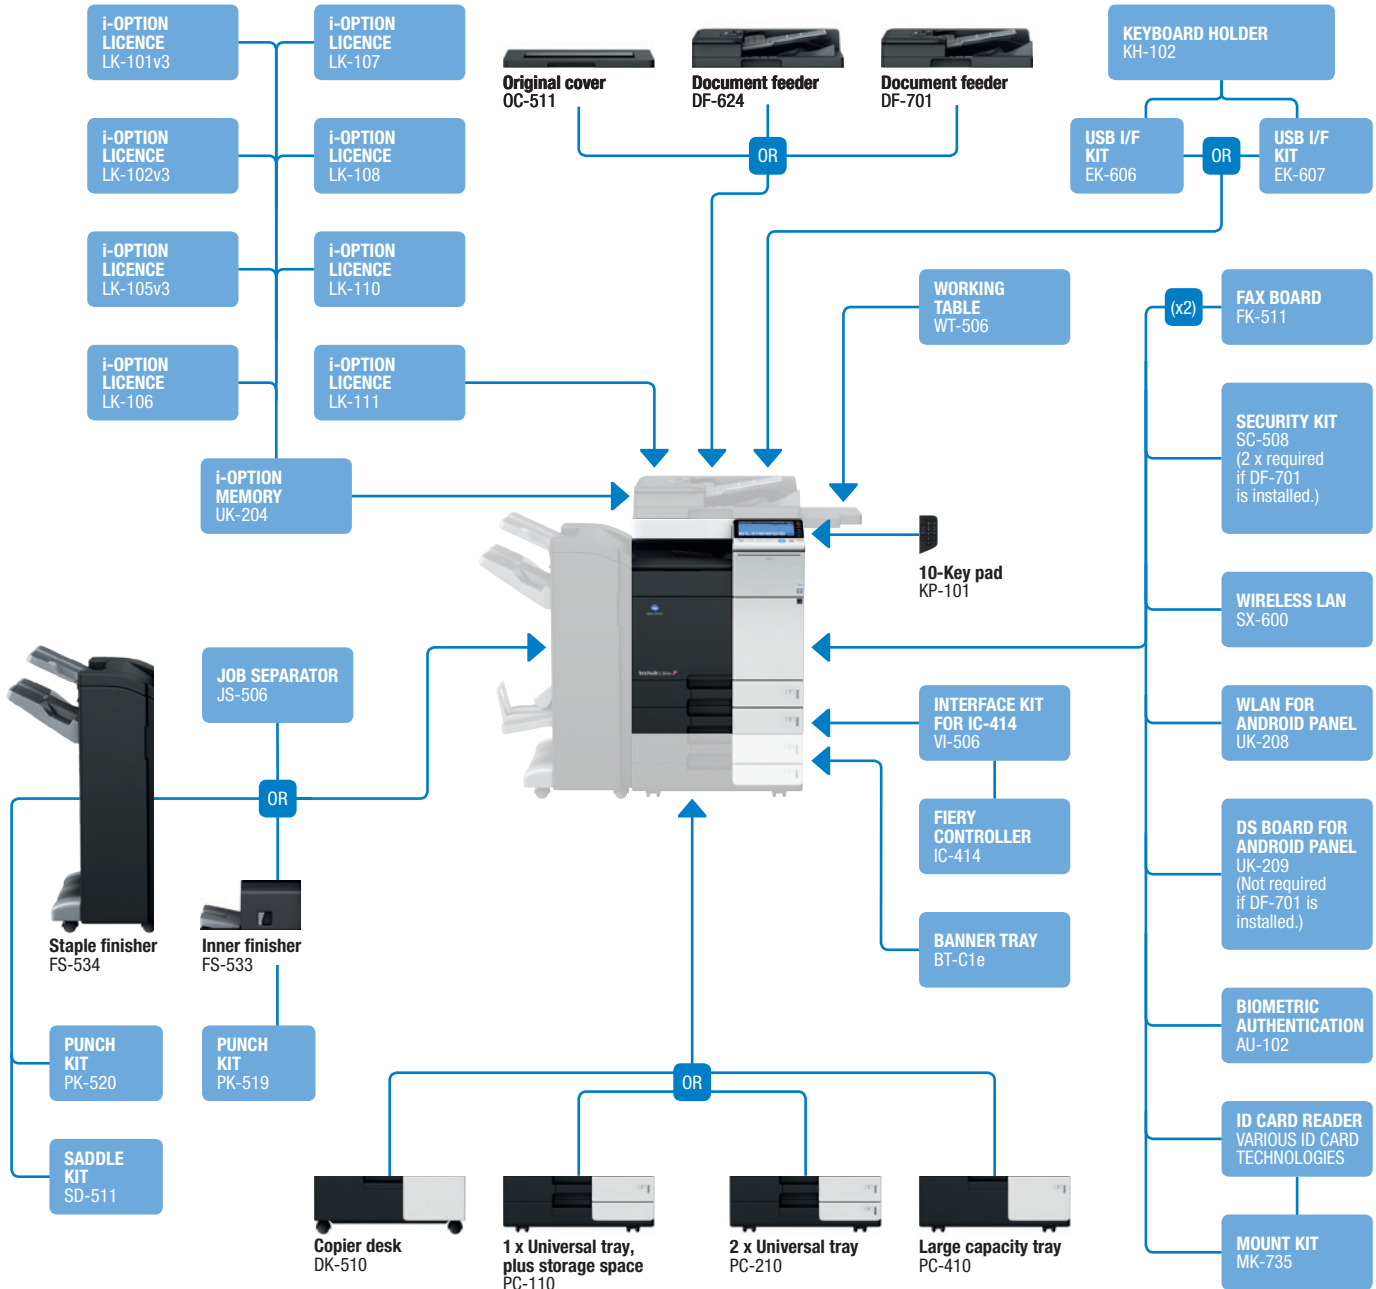 i-OPTION
LICENCE
LK-101v3
i-OPTION
LICENCE
LK-107
i-OPTION
LICENCE
LK-102v3
i-OPTION
LICENCE
LK-108
i-OPTION
LICENCE
LK-105v3
i-OPTION
LICENCE
LK-110
i-OPTION
LICENCE
LK-106
i-OPTION
LICENCE
LK-111
i-OPTION
MEMORY
UK-204
Original cover
OC-511
Document feeder
DF-624
Document feeder
DF-701
OR
KEYBOARD HOLDER
KH-102
USB I/F
KIT
EK-606
OR
USB I/F
KIT
EK-607
WORKING
TABLE
WT-506
(x2)
FAX BOARD
FK-511
SECURITY KIT
SC-508
(2 x required
if DF-701
is installed.)
10-Key pad
KP-101
WIRELESS LAN
SX-600
JOB SEPARATOR
JS-506
INTERFACE KIT
FOR IC-414
VI-506
WLAN FOR
ANDROID PANEL
UK-208
OR
FIERY
CONTROLLER
IC-414
DS BOARD FOR
ANDROID PANEL
UK-209
(Not required
if DF-701 is
installed.)
Staple finisher
FS-534
Inner finisher
FS-533
BANNER TRAY
BT-C1e
BIOMETRIC
AUTHENTICATION
AU-102
PUNCH
KIT
PK-520
PUNCH
KIT
PK-519
OR
ID CARD READER
VARIOUS ID CARD
TECHNOLOGIES
SADDLE
KIT
SD-511
MOUNT KIT
MK-735
Copier desk
DK-510
1 x Universal tray,
plus storage space
PC-110
2 x Universal tray
PC-210
Large capacity tray
PC-410